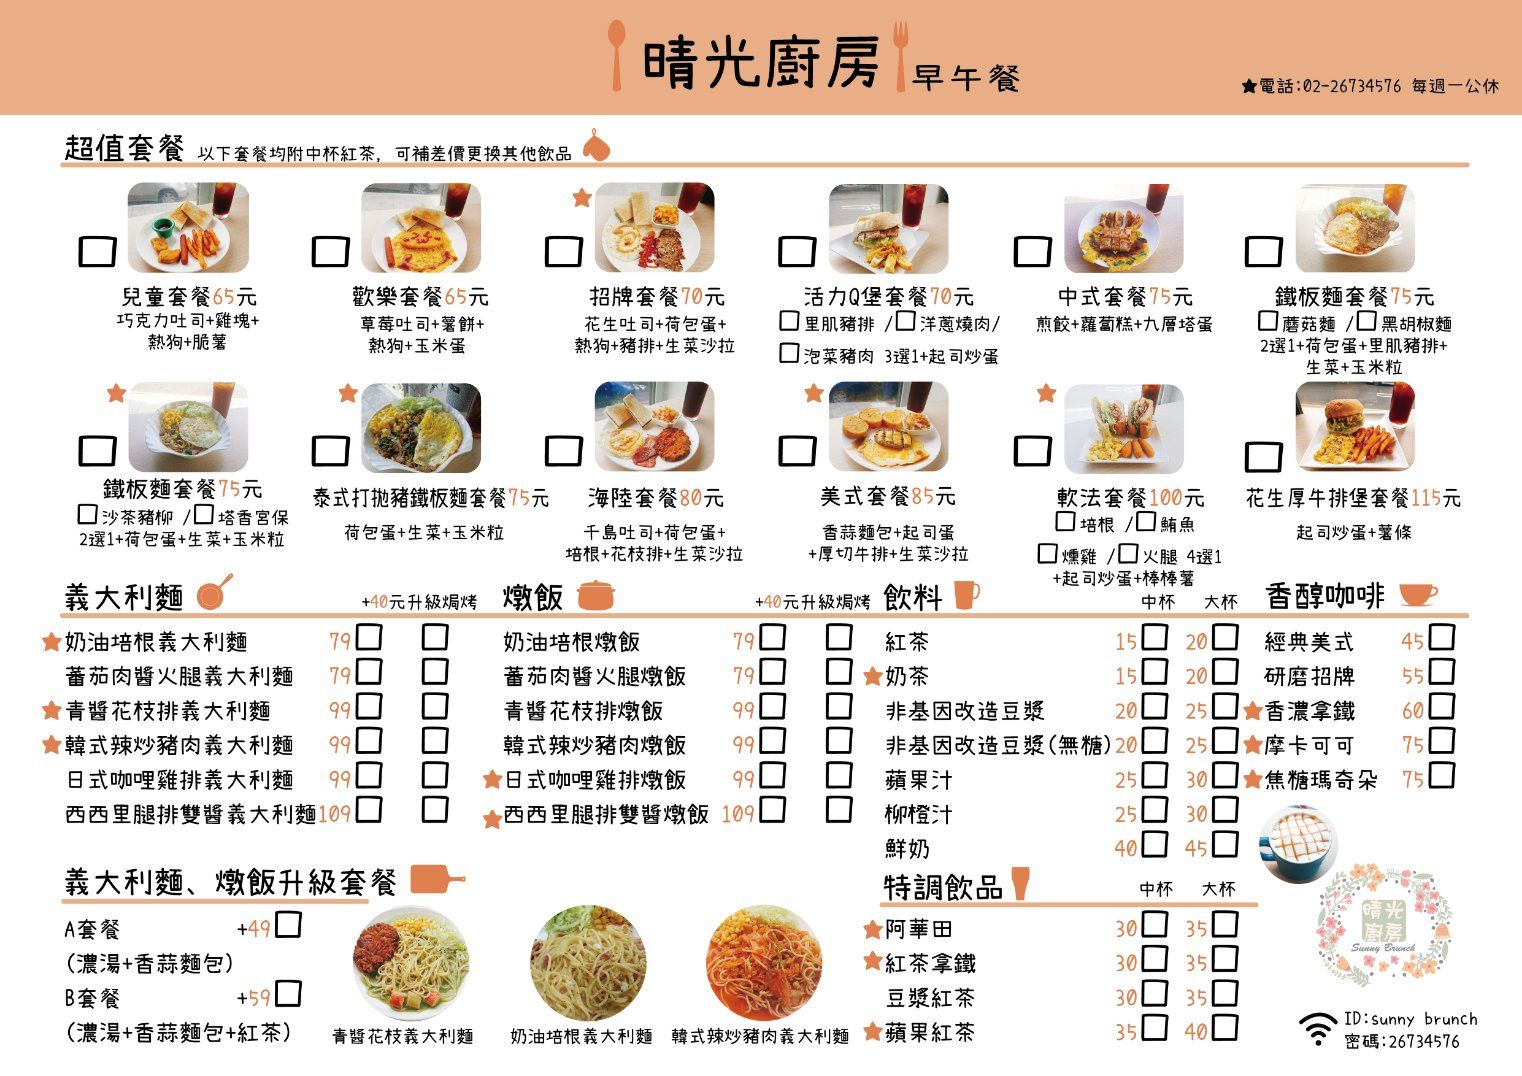 晴光廚房 早午餐
★電話:02-26734576 每週一公休
超值套餐 以下套餐均附中杯紅茶, 可補差價更換其他飲品
兒童套餐65元
巧克力吐司+雞塊+
熱狗+脆薯
歡樂套餐65元
草莓吐司+薯餅+
熱狗+玉米蛋
招牌套餐70元
花生吐司+荷包蛋+
熱狗+豬排+生菜沙拉
活力Q堡套餐70元
□里肌豬排 /□洋蔥燒肉/
□泡菜豬肉 3選1+起司炒蛋
中式套餐75元
煎餃+蘿蔔糕+九層塔蛋
鐵板麵套餐75元
□蘑菇麵 /□黑胡椒麵
2選1+荷包蛋+里肌豬排+
生菜+玉米粒
鐵板麵套餐75元
□沙茶豬柳 /□塔香宮保
2選1+荷包蛋+生菜+玉米粒
泰式打拋豬鐵板麵套餐75元
荷包蛋+生菜+玉米粒
海陸套餐80元
千島吐司+荷包蛋+
培根+花枝排+生菜沙拉
美式套餐85元
香蒜麵包+起司蛋
+厚切牛排+生菜沙拉
軟法套餐100元
□培根 /□鮪魚
□燻雞 /□火腿 4選1
+起司炒蛋+棒棒薯
花生厚牛排堡套餐115元
起司炒蛋+薯條
義大利麵 +40元升級焗烤
★奶油培根義大利麵 79□ □
蕃茄肉醬火腿義大利麵 79□ □
★青醬花枝排義大利麵 99□ □
★韓式辣炒豬肉義大利麵 99□ □
日式咖哩雞排義大利麵 99□ □
西西里腿排雙醬義大利麵109□ □
燉飯 +40元升級焗烤
奶油培根燉飯 79□ □
蕃茄肉醬火腿燉飯 79□ □
青醬花枝排燉飯 99□ □
韓式辣炒豬肉燉飯 99□ □
★日式咖哩雞排燉飯 99□ □
★西西里腿排雙醬燉飯 109□ □
飲料 中杯 大杯
紅茶 15□ 20□
★奶茶 15□ 20□
非基因改造豆漿 20□ 25□
非基因改造豆漿(無糖)20□ 25□
蘋果汁 25□ 30□
柳橙汁 25□ 30□
鮮奶 40□ 45□
香醇咖啡
經典美式 45□
研磨招牌 55□
★香濃拿鐵 60□
★摩卡可可 75□
★焦糖瑪奇朵 75□
義大利麵、燉飯升級套餐
A套餐 +49□
(濃湯+香蒜麵包)
B套餐 +59□
(濃湯+香蒜麵包+紅茶)
青醬花枝義大利麵
奶油培根義大利麵
韓式辣炒豬肉義大利麵
特調飲品 中杯 大杯
★阿華田 30□ 35□
★紅茶拿鐵 30□ 35□
豆漿紅茶 30□ 35□
★蘋果紅茶 35□ 40□
晴光
廚房
Sunny Brunch
ID:sunny brunch
密碼:26734576